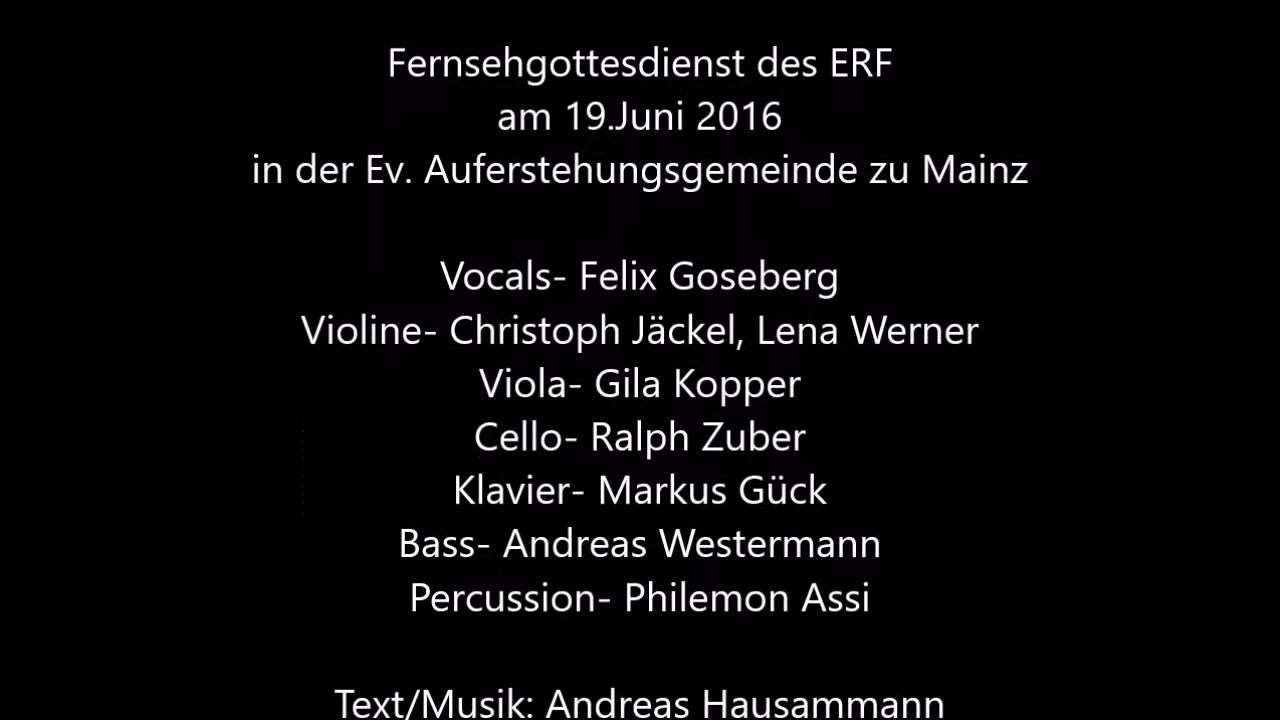 Fernsehgottesdienst des ERF
am 19.Juni 2016
in der Ev. Auferstehungsgemeinde zu Mainz
Vocals- Felix Goseberg
Violine- Christoph Jäckel, Lena Werner
Viola- Gila Kopper
Cello- Ralph Zuber
Klavier- Markus Gück
Bass- Andreas Westermann
Percussion- Philemon Assi
Text/Musik: Andreas Hausammann